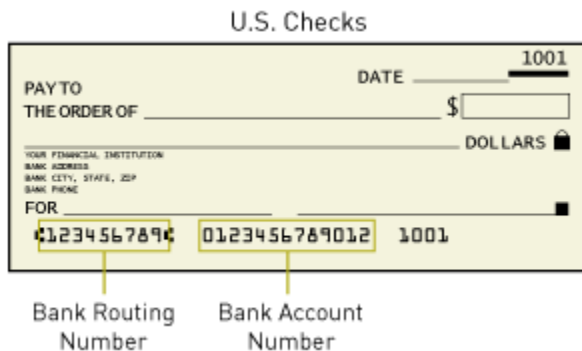 U.S. Checks
1001
DATE
PAY TO
THE ORDER OF
$
DOLLARS
YOUR FINANCIAL INSTITUTION
BANK ADDRESS
BANK CITY, STATE, ZIP
BANK PHONE
FOR
⑆123456789⑆ 0123456789012 1001
Bank Routing Number
Bank Account Number